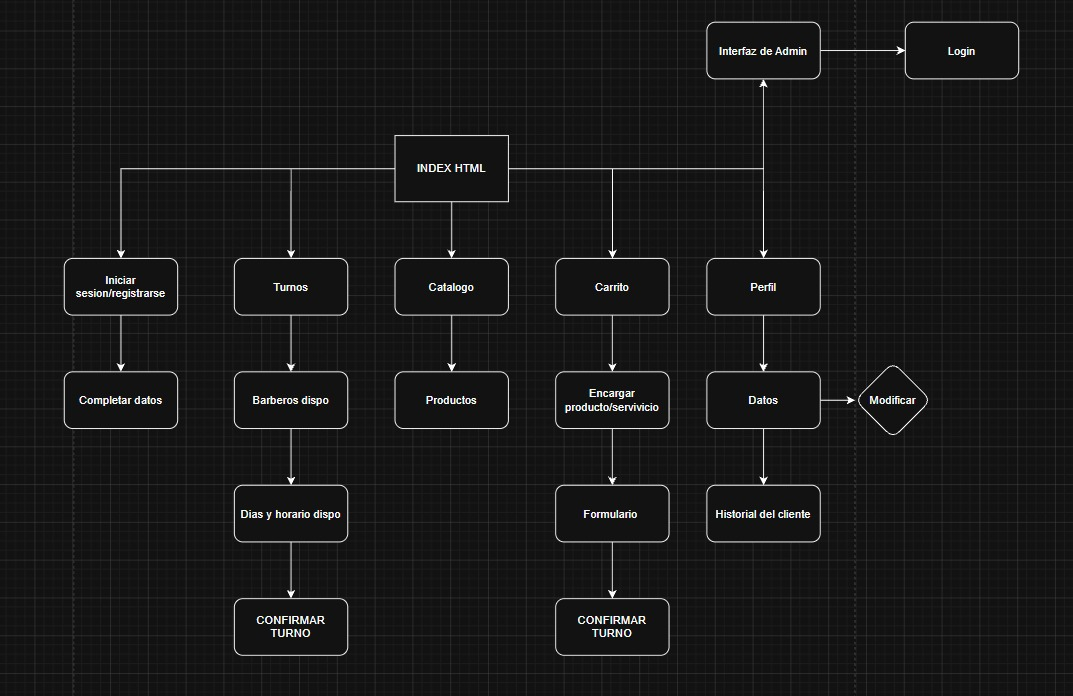 Interfaz de Admin
Login
INDEX HTML
Iniciar
sesion/registrarse
Turnos
Catalogo
Carrito
Perfil
Completar datos
Barberos dispo
Productos
Encargar
producto/servivicio
Datos
Modificar
Dias y horario dispo
Formulario
Historial del cliente
CONFIRMAR
TURNO
CONFIRMAR
TURNO